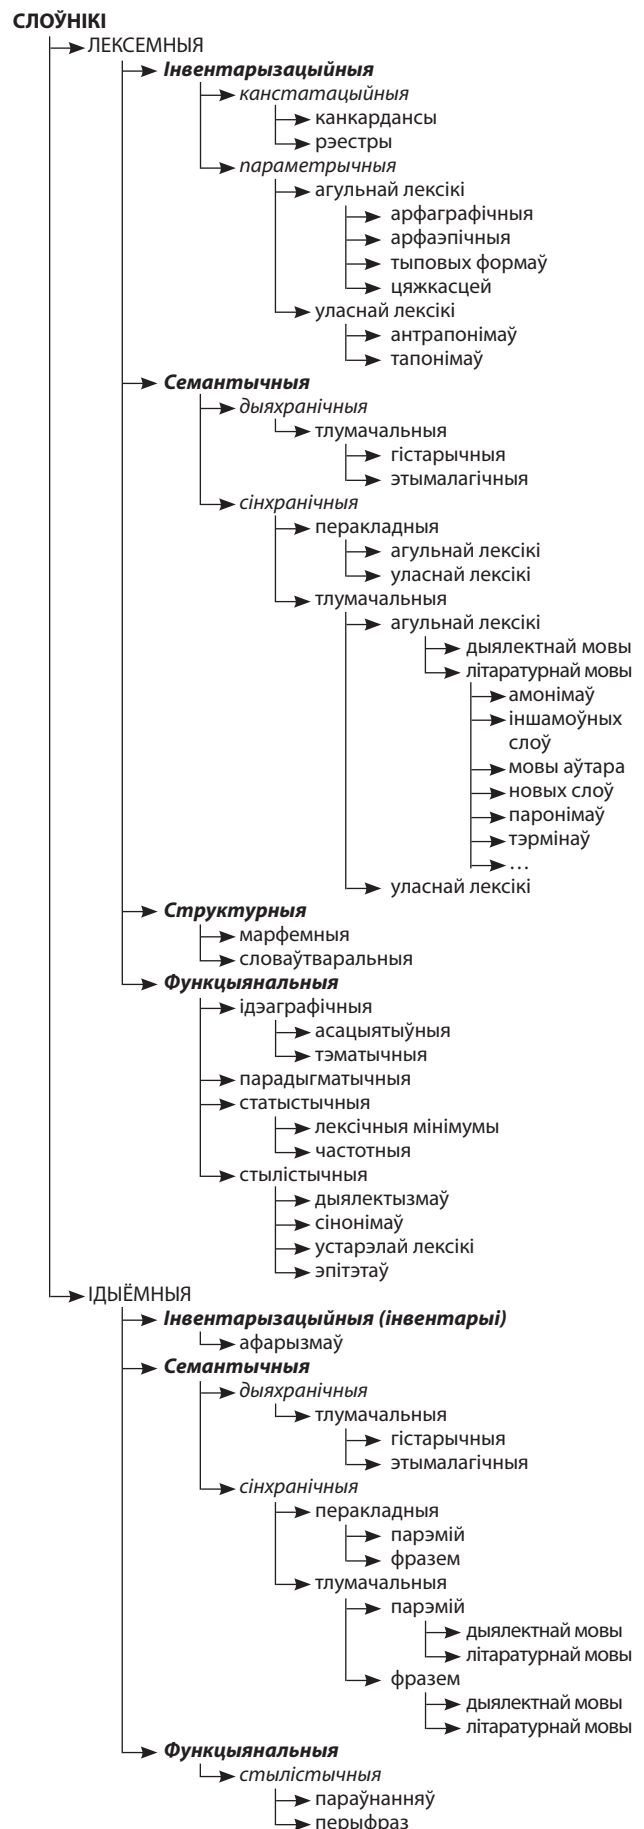 СЛОЎНІКІ
ЛЕКСЕМНЫЯ
Інвентарызацыйныя
канстатацыйныя
канкардансы
рэестры
параметрычныя
агульнай лексікі
арфаграфічныя
арфаэпічныя
тыповых формаў
цяжкасцей
уласнай лексікі
антрапонімаў
тапонімаў
Семантычныя
дыяхранічныя
тлумачальныя
гістарычныя
этымалагічныя
сінхранічныя
перакладныя
агульнай лексікі
уласнай лексікі
тлумачальныя
агульнай лексікі
дыялектнай мовы
літаратурнай мовы
амонімаў
іншамоўных
слоў
мовы аўтара
новых слоў
паронімаў
тэрмінаў
...
уласнай лексікі
Структурныя
марфемныя
словаўтваральныя
Функцыянальныя
ідэаграфічныя
асацыятыўныя
тэматычныя
парадыгматычныя
статыстычныя
лексічныя мінімумы
частотныя
стылістычныя
дыялектызмаў
сінонімаў
устарэлай лексікі
эпітэтаў
ІДЫЁМНЫЯ
Інвентарызацыйныя (інвентарыі)
афарызмаў
Семантычныя
дыяхранічныя
тлумачальныя
гістарычныя
этымалагічныя
сінхранічныя
перакладныя
парэмій
фразем
тлумачальныя
парэмій
дыялектнай мовы
літаратурнай мовы
фразем
дыялектнай мовы
літаратурнай мовы
Функцыянальныя
стылістычныя
параўнанняў
перыфраз